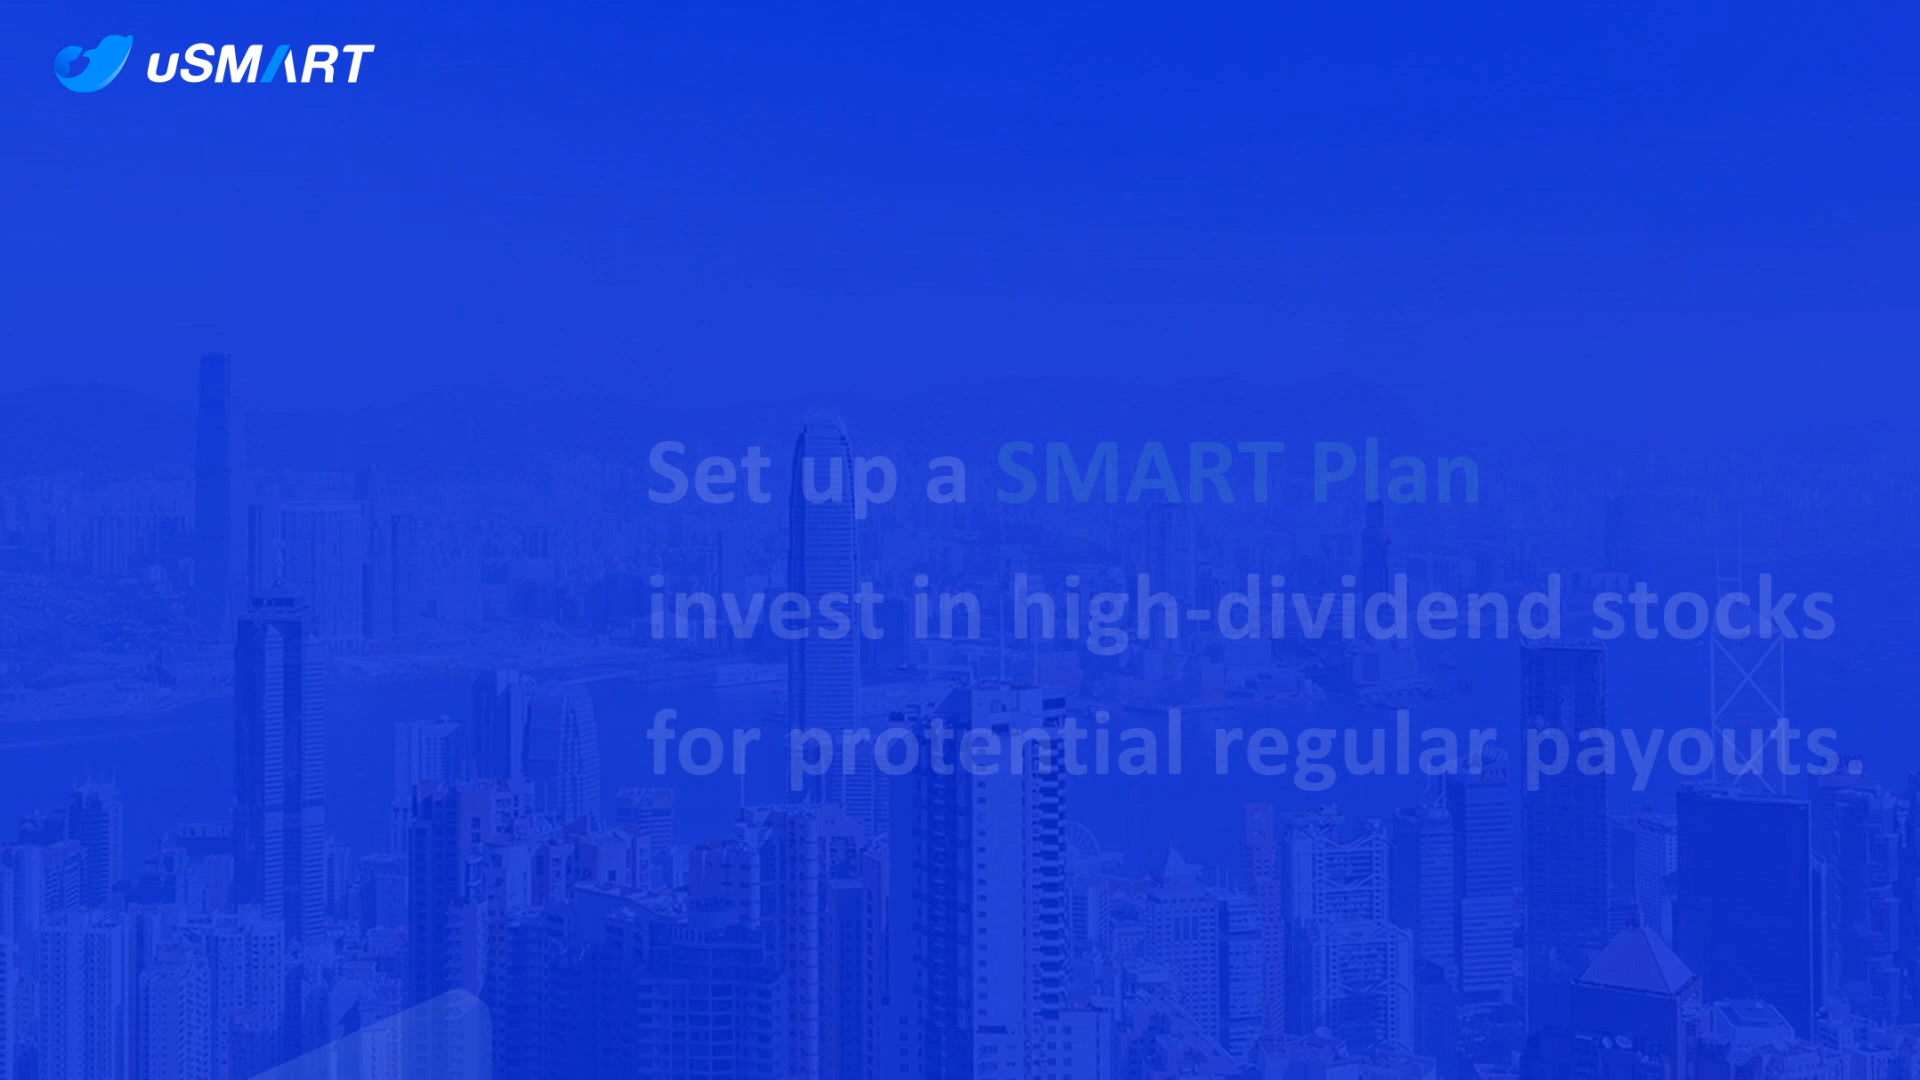 uSMART
Set up a SMART Plan
invest in high-dividend stocks
for protential regular payouts.